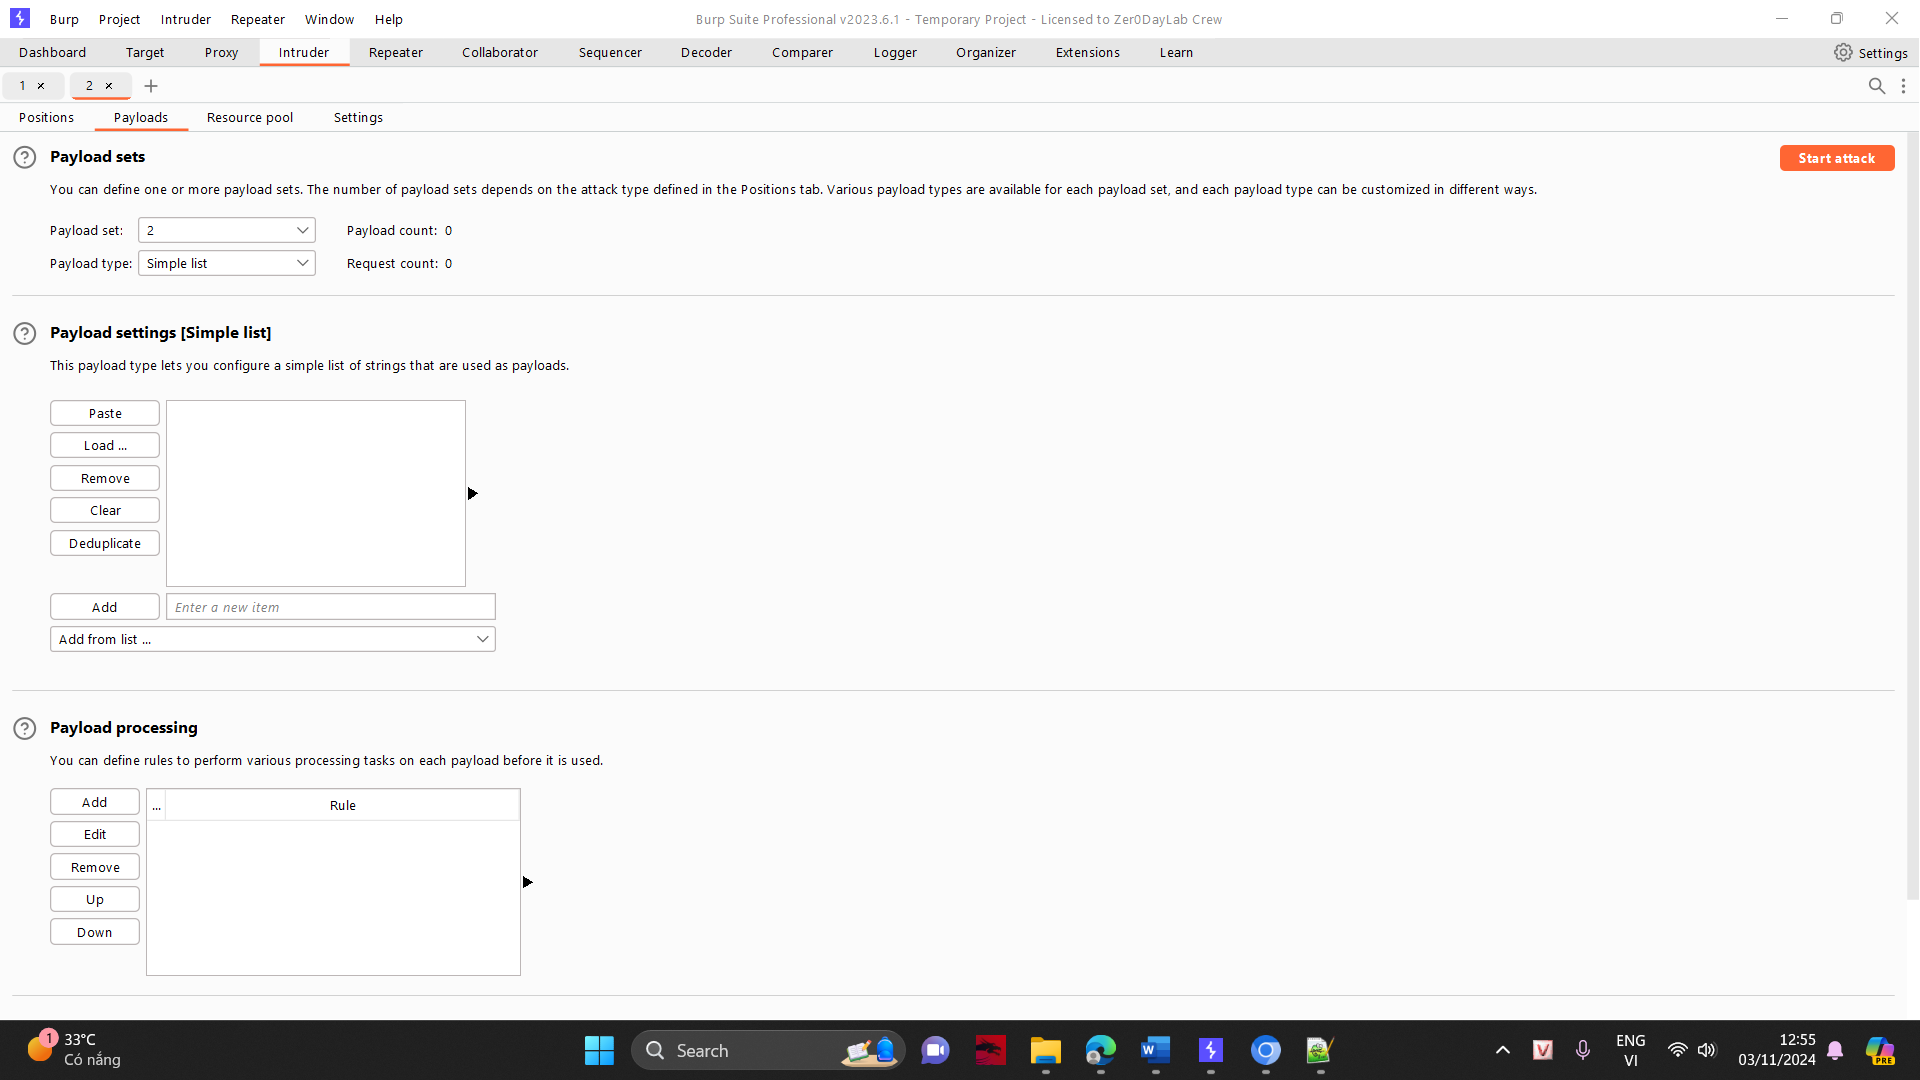 Burp Project Intruder Repeater Window Help Burp Suite Professional v2023.6.1 - Temporary Project - Licensed to Zer0DayLab Crew
Dashboard Target Proxy Intruder Repeater Collaborator Sequencer Decoder Comparer Logger Organizer Extensions Learn Settings
1 × 2 × +
Positions Payloads Resource pool Settings
? Payload sets Start attack
You can define one or more payload sets. The number of payload sets depends on the attack type defined in the Positions tab. Various payload types are available for each payload set, and each payload type can be customized in different ways.
Payload set: 2 Payload count: 0
Payload type: Simple list Request count: 0
? Payload settings [Simple list]
This payload type lets you configure a simple list of strings that are used as payloads.
Paste
Load ...
Remove
Clear
Deduplicate
Add Enter a new item
Add from list ...
? Payload processing
You can define rules to perform various processing tasks on each payload before it is used.
Add ... Rule
Edit
Remove
Up
Down
1 33°C
Có nắng
Search
W
V
ENG
VI
12:55
03/11/2024
PRE